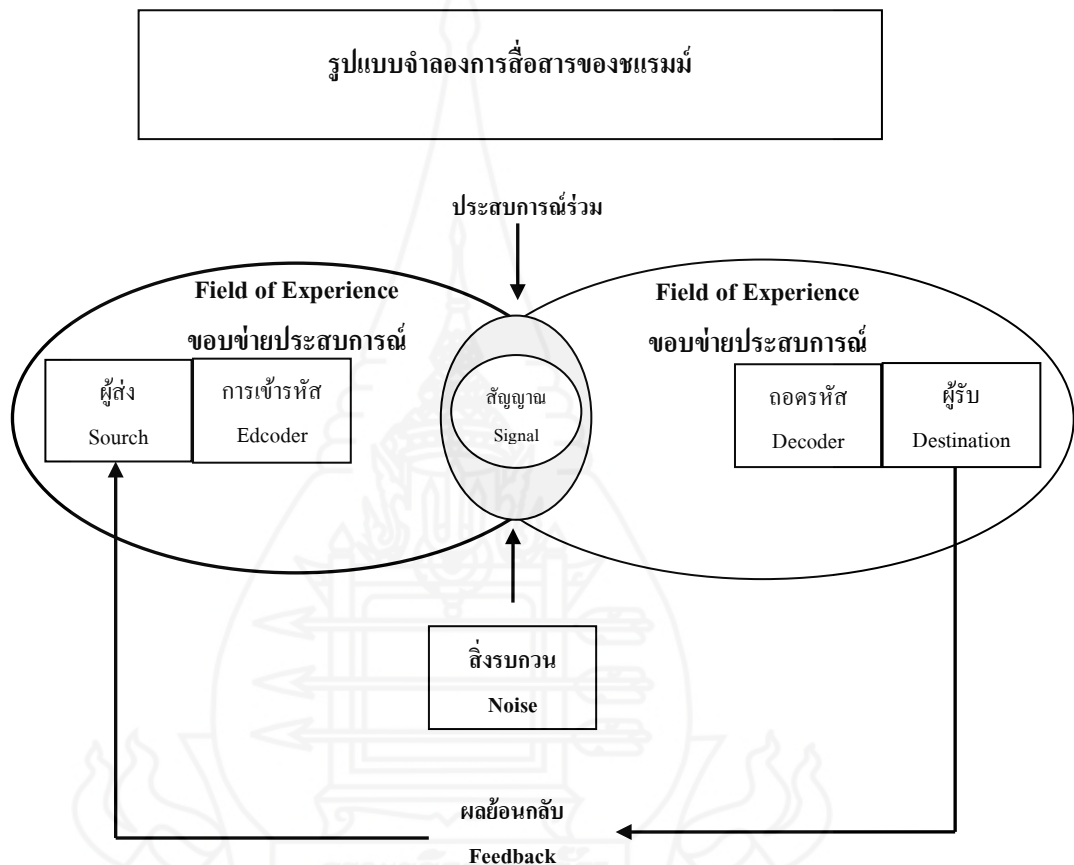 รูปแบบจำลองการสื่อสารของชแรมม์
ประสบการณ์ร่วม
Field of Experience
ขอบข่ายประสบการณ์
Field of Experience
ขอบข่ายประสบการณ์
ผู้ส่ง
Sourch
การเข้ารหัส
Edcoder
สัญญาณ
Signal
ถอดรหัส
Decoder
ผู้รับ
Destination
สิ่งรบกวน
Noise
ผลย้อนกลับ
Feedback